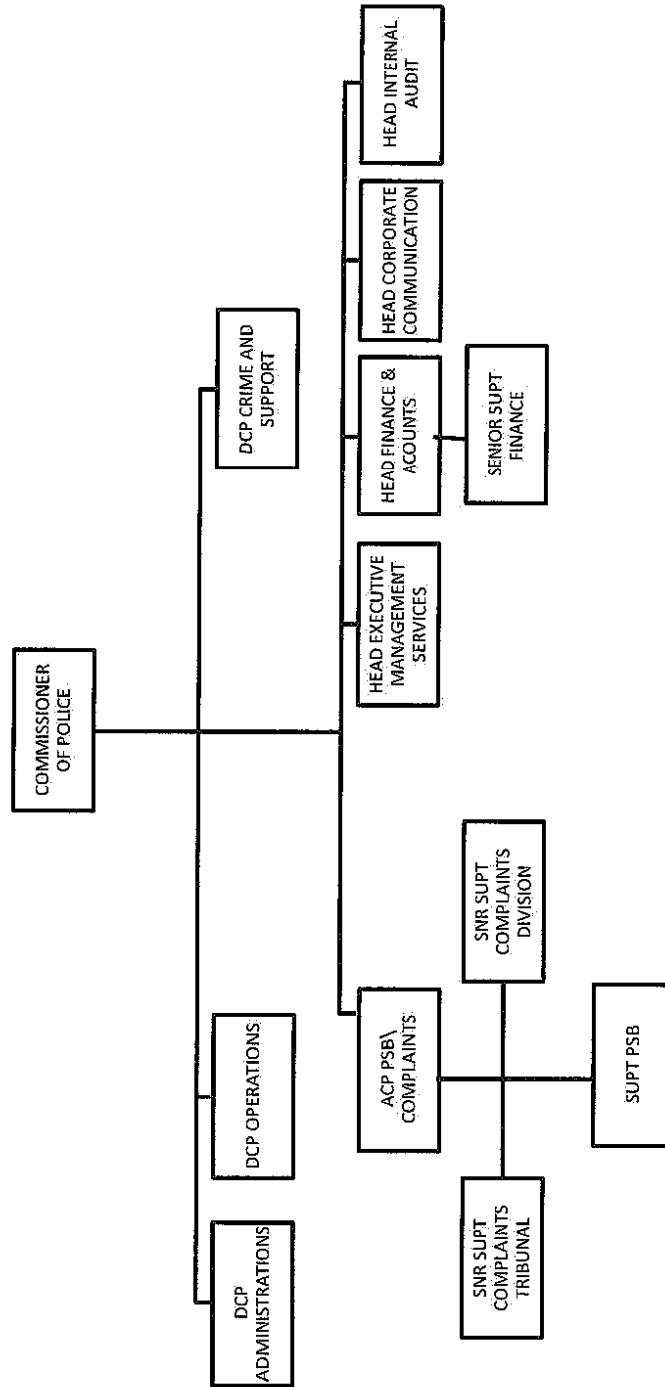 COMMISSIONER
OF POLICE
DCP
ADMINISTRATIONS
DCP OPERATIONS
DCP CRIME AND
SUPPORT
ACP PSB\
COMPLAINTS
HEAD EXECUTIVE
MANAGEMENT
SERVICES
HEAD FINANCE &
ACOUNTS
HEAD CORPORATE
COMMUNICATION
HEAD INTERNAL
AUDIT
SNR SUPT
COMPLAINTS
TRIBUNAL
SNR SUPT
COMPLAINTS
DIVISION
SENIOR SUPT
FINANCE
SUPT PSB